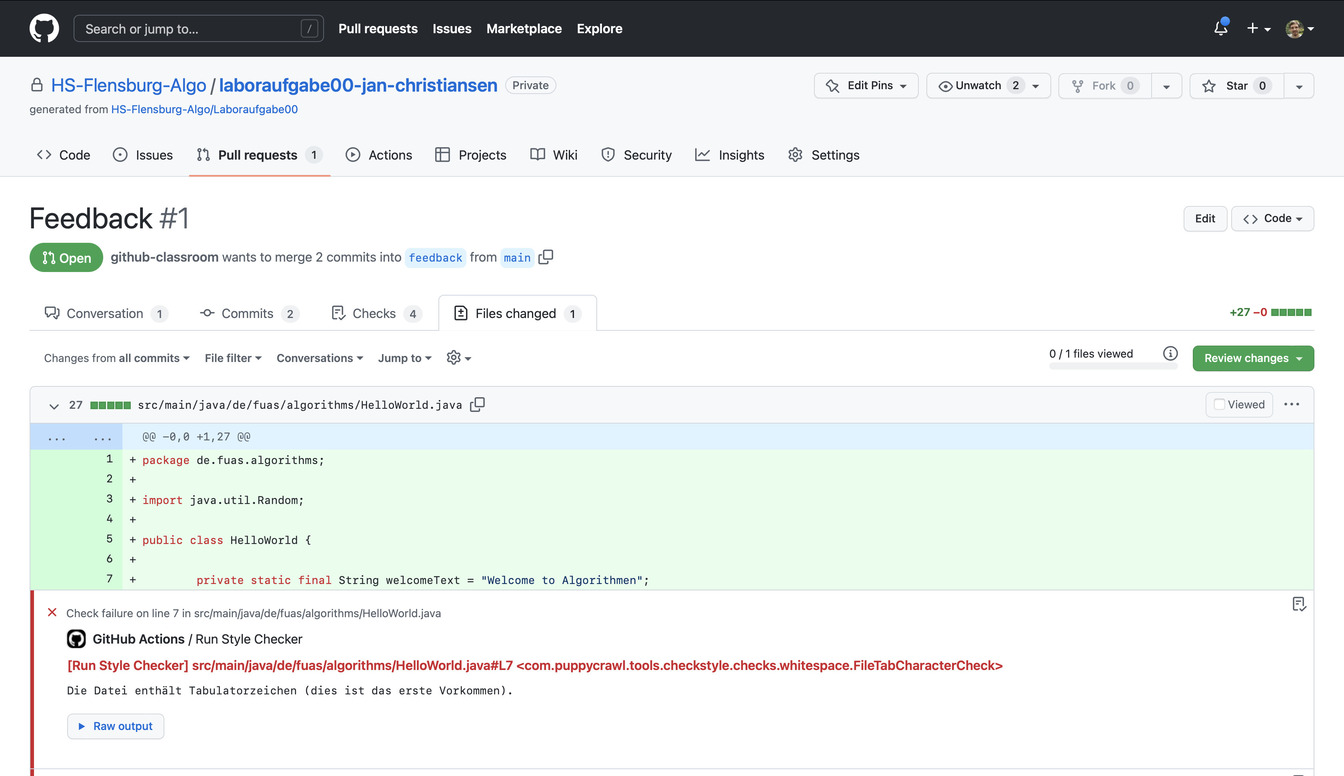 Search or jump to... /
Pull requests Issues Marketplace Explore
HS-Flensburg-Algo / laboraufgabe00-jan-christiansen Private
Edit Pins Unwatch 2 Fork 0 Star 0
generated from HS-Flensburg-Algo/Laboraufgabe00
Code Issues Pull requests 1 Actions Projects Wiki Security Insights Settings
Feedback #1
Edit Code
Open github-classroom wants to merge 2 commits into feedback from main
Conversation 1 Commits 2 Checks 4 Files changed 1
+27 −0
Changes from all commits File filter Conversations Jump to
0 / 1 files viewed Review changes
27 src/main/java/de/fuas/algorithms/HelloWorld.java
Viewed ...
... ... @@ -0,0 +1,27 @@
1 + package de.fuas.algorithms;
2 +
3 + import java.util.Random;
4 +
5 + public class HelloWorld {
6 +
7 + private static final String welcomeText = "Welcome to Algorithmen";
Check failure on line 7 in src/main/java/de/fuas/algorithms/HelloWorld.java
GitHub Actions / Run Style Checker
[Run Style Checker] src/main/java/de/fuas/algorithms/HelloWorld.java#L7 <com.puppycrawl.tools.checkstyle.checks.whitespace.FileTabCharacterCheck>
Die Datei enthält Tabulatorzeichen (dies ist das erste Vorkommen).
Raw output